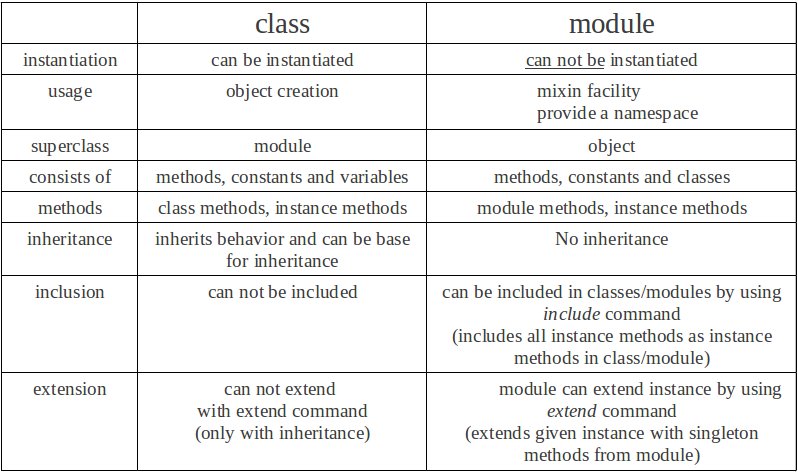 class module
instantiation can be instantiated can not be instantiated
usage object creation mixin facility
provide a namespace
superclass module object
consists of methods, constants and variables methods, constants and classes
methods class methods, instance methods module methods, instance methods
inheritance inherits behavior and can be base No inheritance
for inheritance
inclusion can not be included can be included in classes/modules by using
include command
(includes all instance methods as instance
methods in class/module)
extension can not extend module can extend instance by using
with extend command extend command
(only with inheritance) (extends given instance with singleton
methods from module)